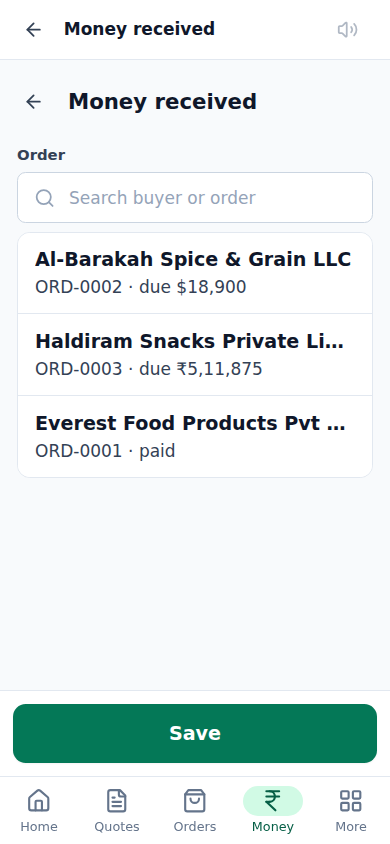 Money received
Money received
Order
Search buyer or order
Al-Barakah Spice & Grain LLC
ORD-0002 · due $18,900
Haldiram Snacks Private Li...
ORD-0003 · due ₹5,11,875
Everest Food Products Pvt ...
ORD-0001 · paid
Save
Home
Quotes
Orders
Money
More